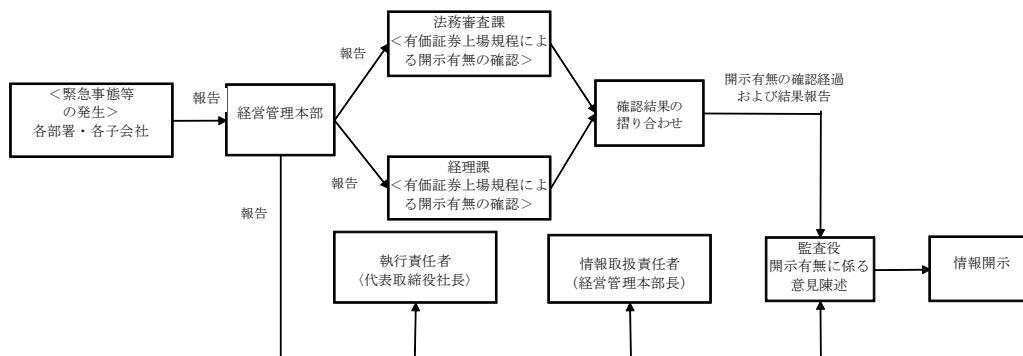 法務審査課
＜有価証券上場規程によ
る開示有無の確認＞
報告
＜緊急事態等
の発生＞
各部署・各子会社
報告
経営管理本部
確認結果の
摺り合わせ
開示有無の確認経過
および結果報告
報告
経理課
＜有価証券上場規程によ
る開示有無の確認＞
報告
執行責任者
〈代表取締役社長〉
情報取扱責任者
（経営管理本部長）
監査役
開示有無に係る
意見陳述
情報開示